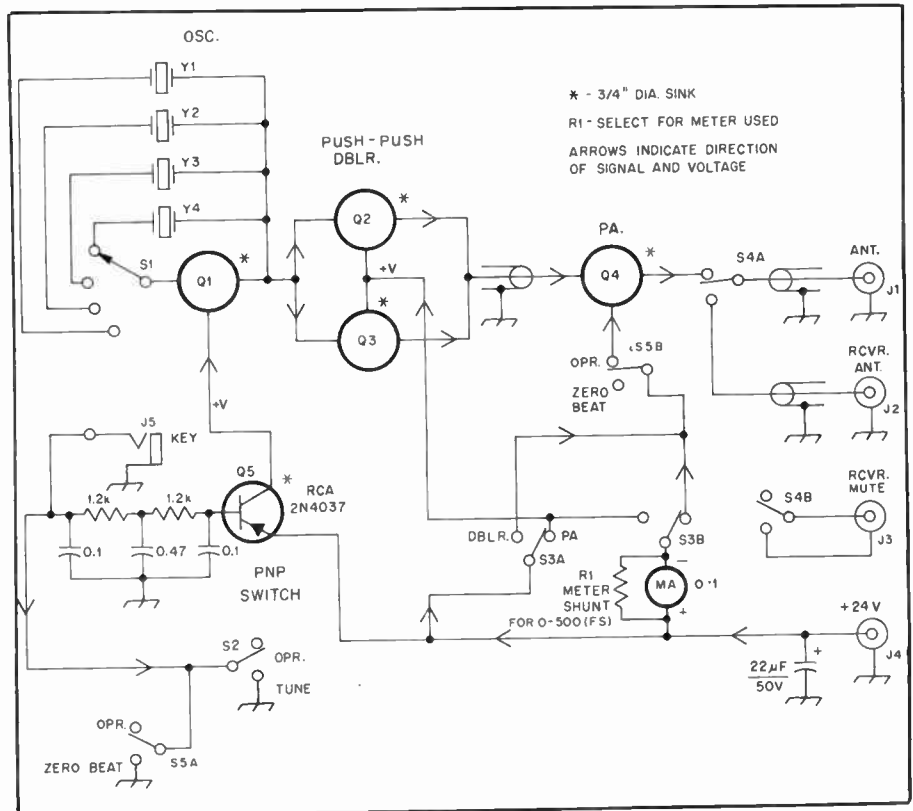 OSC.
Y1
Y2
Y3
Y4
S1
Q1
*
PUSH-PUSH
DBLR.
Q2
*
+V
*
Q3
* - 3/4" DIA. SINK
R1 - SELECT FOR METER USED
ARROWS INDICATE DIRECTION
OF SIGNAL AND VOLTAGE
PA.
Q4
*
S4A
ANT.
J1
S5B
OPR.
ZERO
BEAT
RCVR.
ANT.
J2
+V
J5
KEY
1.2k
1.2k
0.1
0.47
0.1
Q5
*
RCA
2N4037
PNP
SWITCH
DBLR.
PA
S3A
S3B
R1
METER
SHUNT
FOR 0-500 (FS)
-
MA
0-1
+
S4B
RCVR.
MUTE
J3
+24V
J4
+
22µF
50V
S2
OPR.
TUNE
OPR.
S5A
ZERO BEAT